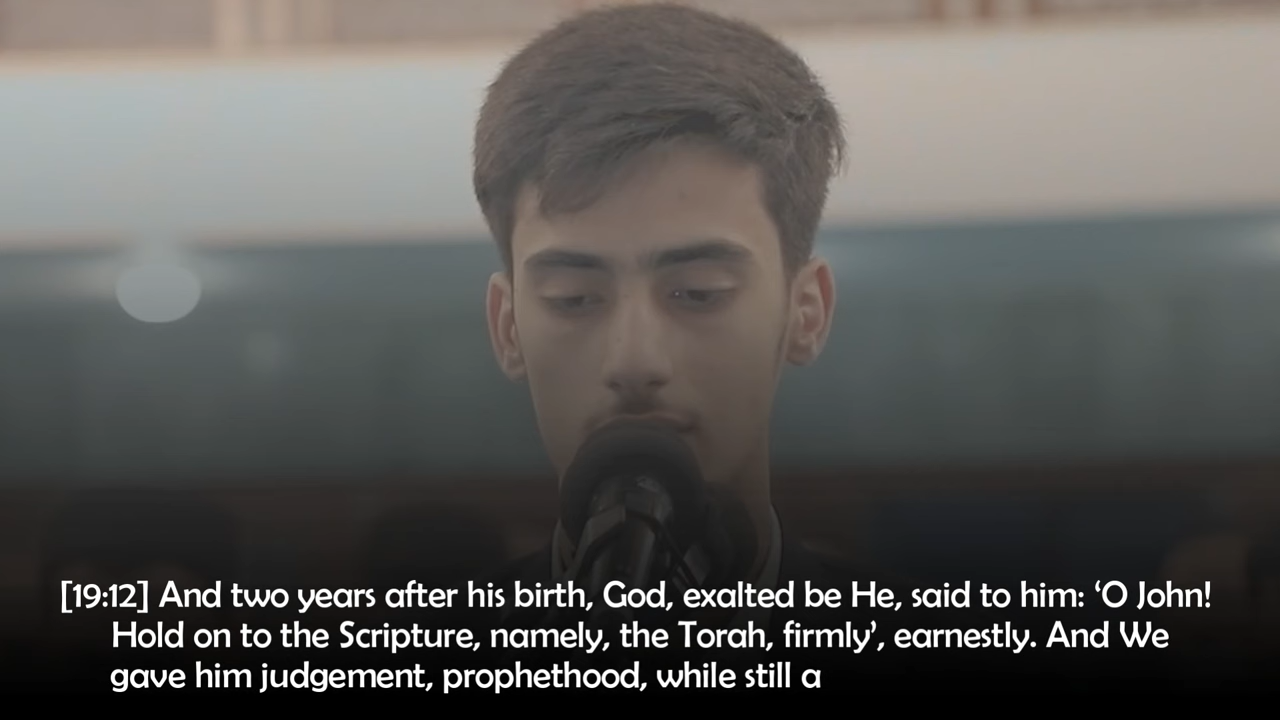 [19:12] And two years after his birth, God, exalted be He, said to him: ‘O John!
Hold on to the Scripture, namely, the Torah, firmly’, earnestly. And We
gave him judgement, prophethood, while still a